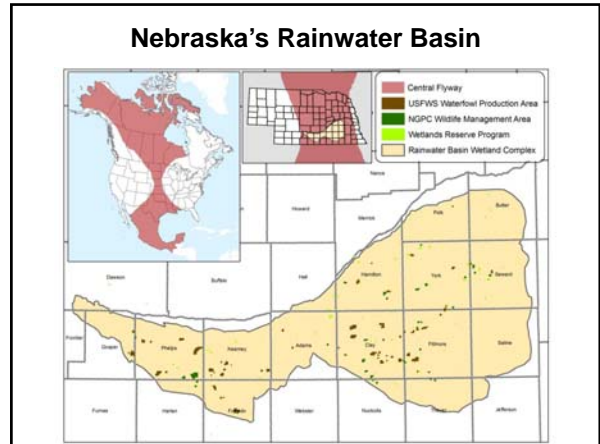 Nebraska's Rainwater Basin
Central Flyway
USFWS Waterfowl Production Area
NGPC Wildlife Management Area
Wetlands Reserve Program
Rainwater Basin Wetland Complex
Nance
Howard
Merrick
Polk
Butler
Dawson
Buffalo
Hall
Hamilton
York
Seward
Frontier
Gosper
Phelps
Kearney
Adams
Clay
Fillmore
Saline
Furnas
Harlan
Franklin
Webster
Nuckolls
Thayer
Jefferson